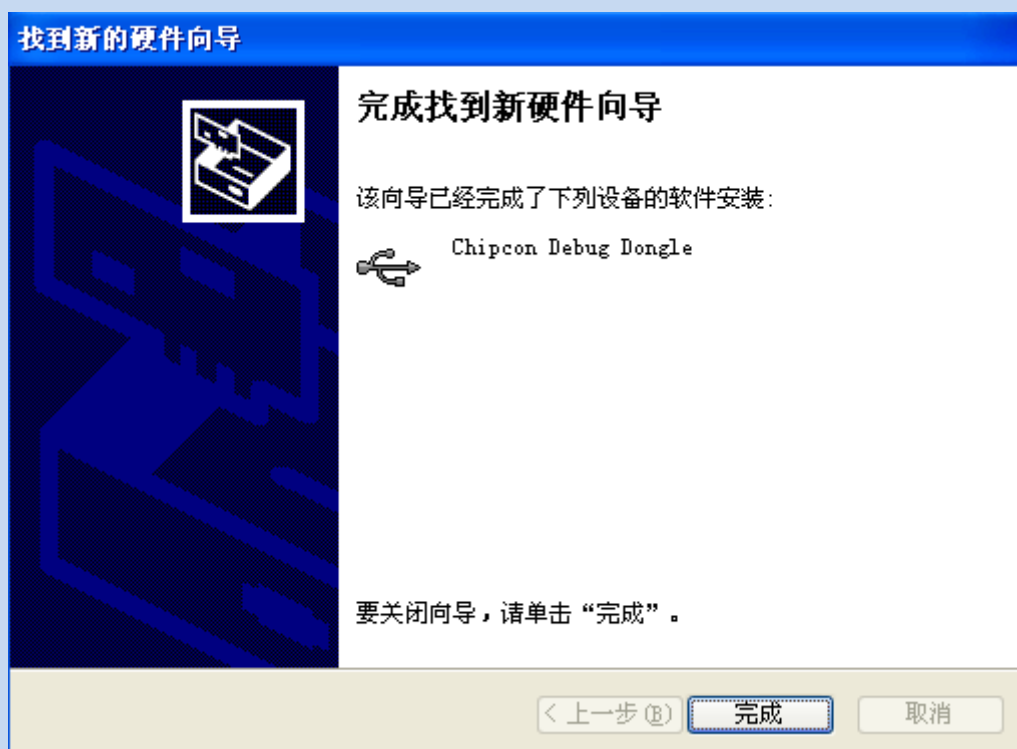 找到新的硬件向导
完成找到新硬件向导
该向导已经完成了下列设备的软件安装:
Chipcon Debug Dongle
要关闭向导，请单击“完成”。
< 上一步(B)
完成
取消